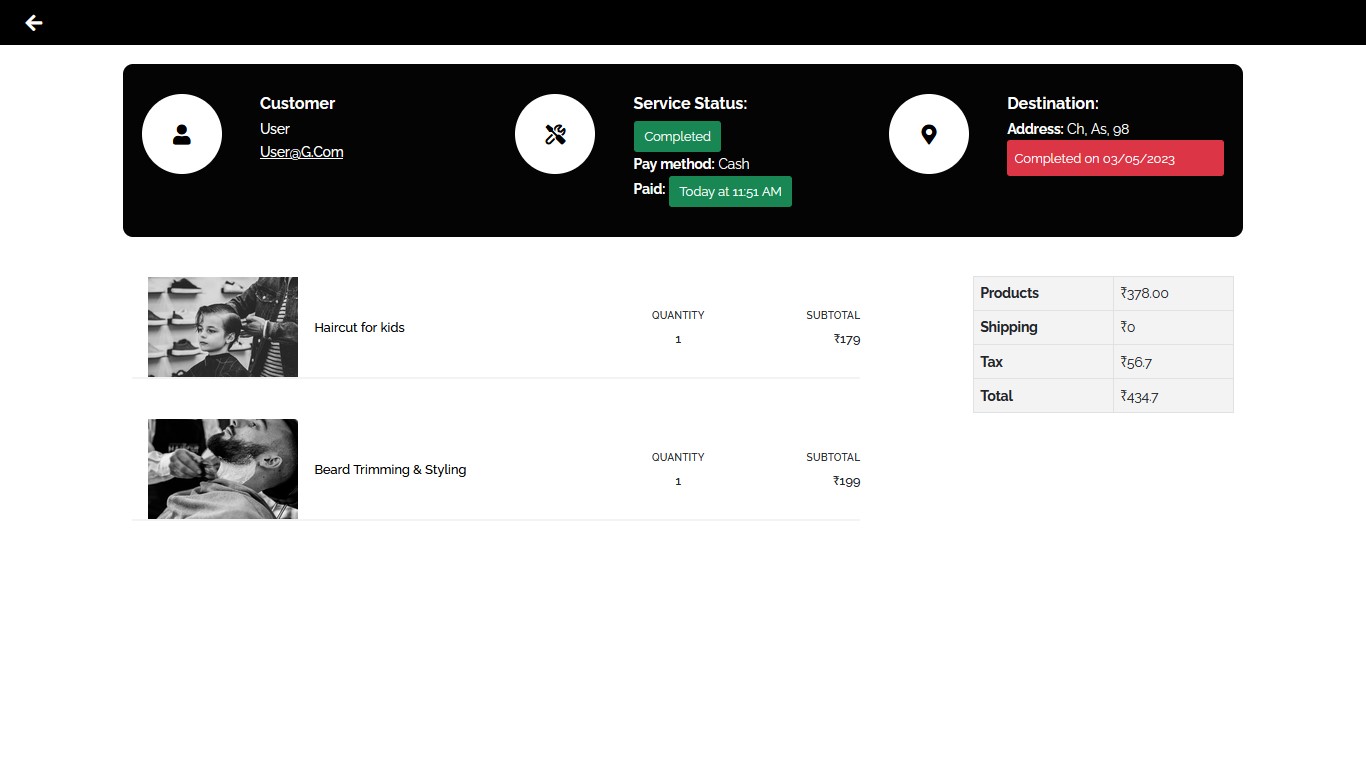 Customer
User
User@G.Com
Service Status:
Completed
Pay method: Cash
Paid: Today at 11:51 AM
Destination:
Address: Ch, As, 98
Completed on 03/05/2023
Haircut for kids
QUANTITY
1
SUBTOTAL
₹179
Beard Trimming & Styling
QUANTITY
1
SUBTOTAL
₹199
Products ₹378.00
Shipping ₹0
Tax ₹56.7
Total ₹434.7